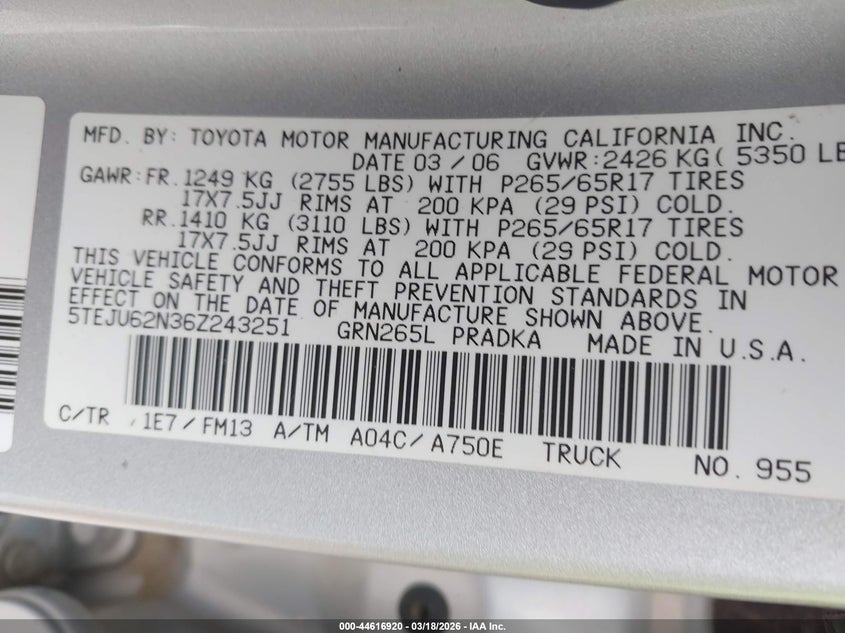 MFD. BY: TOYOTA MOTOR MANUFACTURING CALIFORNIA INC.
DATE 03 / 06 GVWR: 2426 KG( 5350 LB
GAWR: FR. 1249 KG (2755 LBS) WITH P265/65R17 TIRES
17X7.5JJ RIMS AT 200 KPA (29 PSI) COLD.
RR. 1410 KG (3110 LBS) WITH P265/65R17 TIRES
17X7.5JJ RIMS AT 200 KPA (29 PSI) COLD.
THIS VEHICLE CONFORMS TO ALL APPLICABLE FEDERAL MOTOR
VEHICLE SAFETY AND THEFT PREVENTION STANDARDS IN
EFFECT ON THE DATE OF MANUFACTURE SHOWN ABOVE.
5TEJU62N36Z243251 GRN265L PRADKA MADE IN U.S.A.
C/TR 1E7 / FM13 A/TM A04C / A750E TRUCK NO. 955
000-44616920 - 03/18/2026 - IAA Inc.